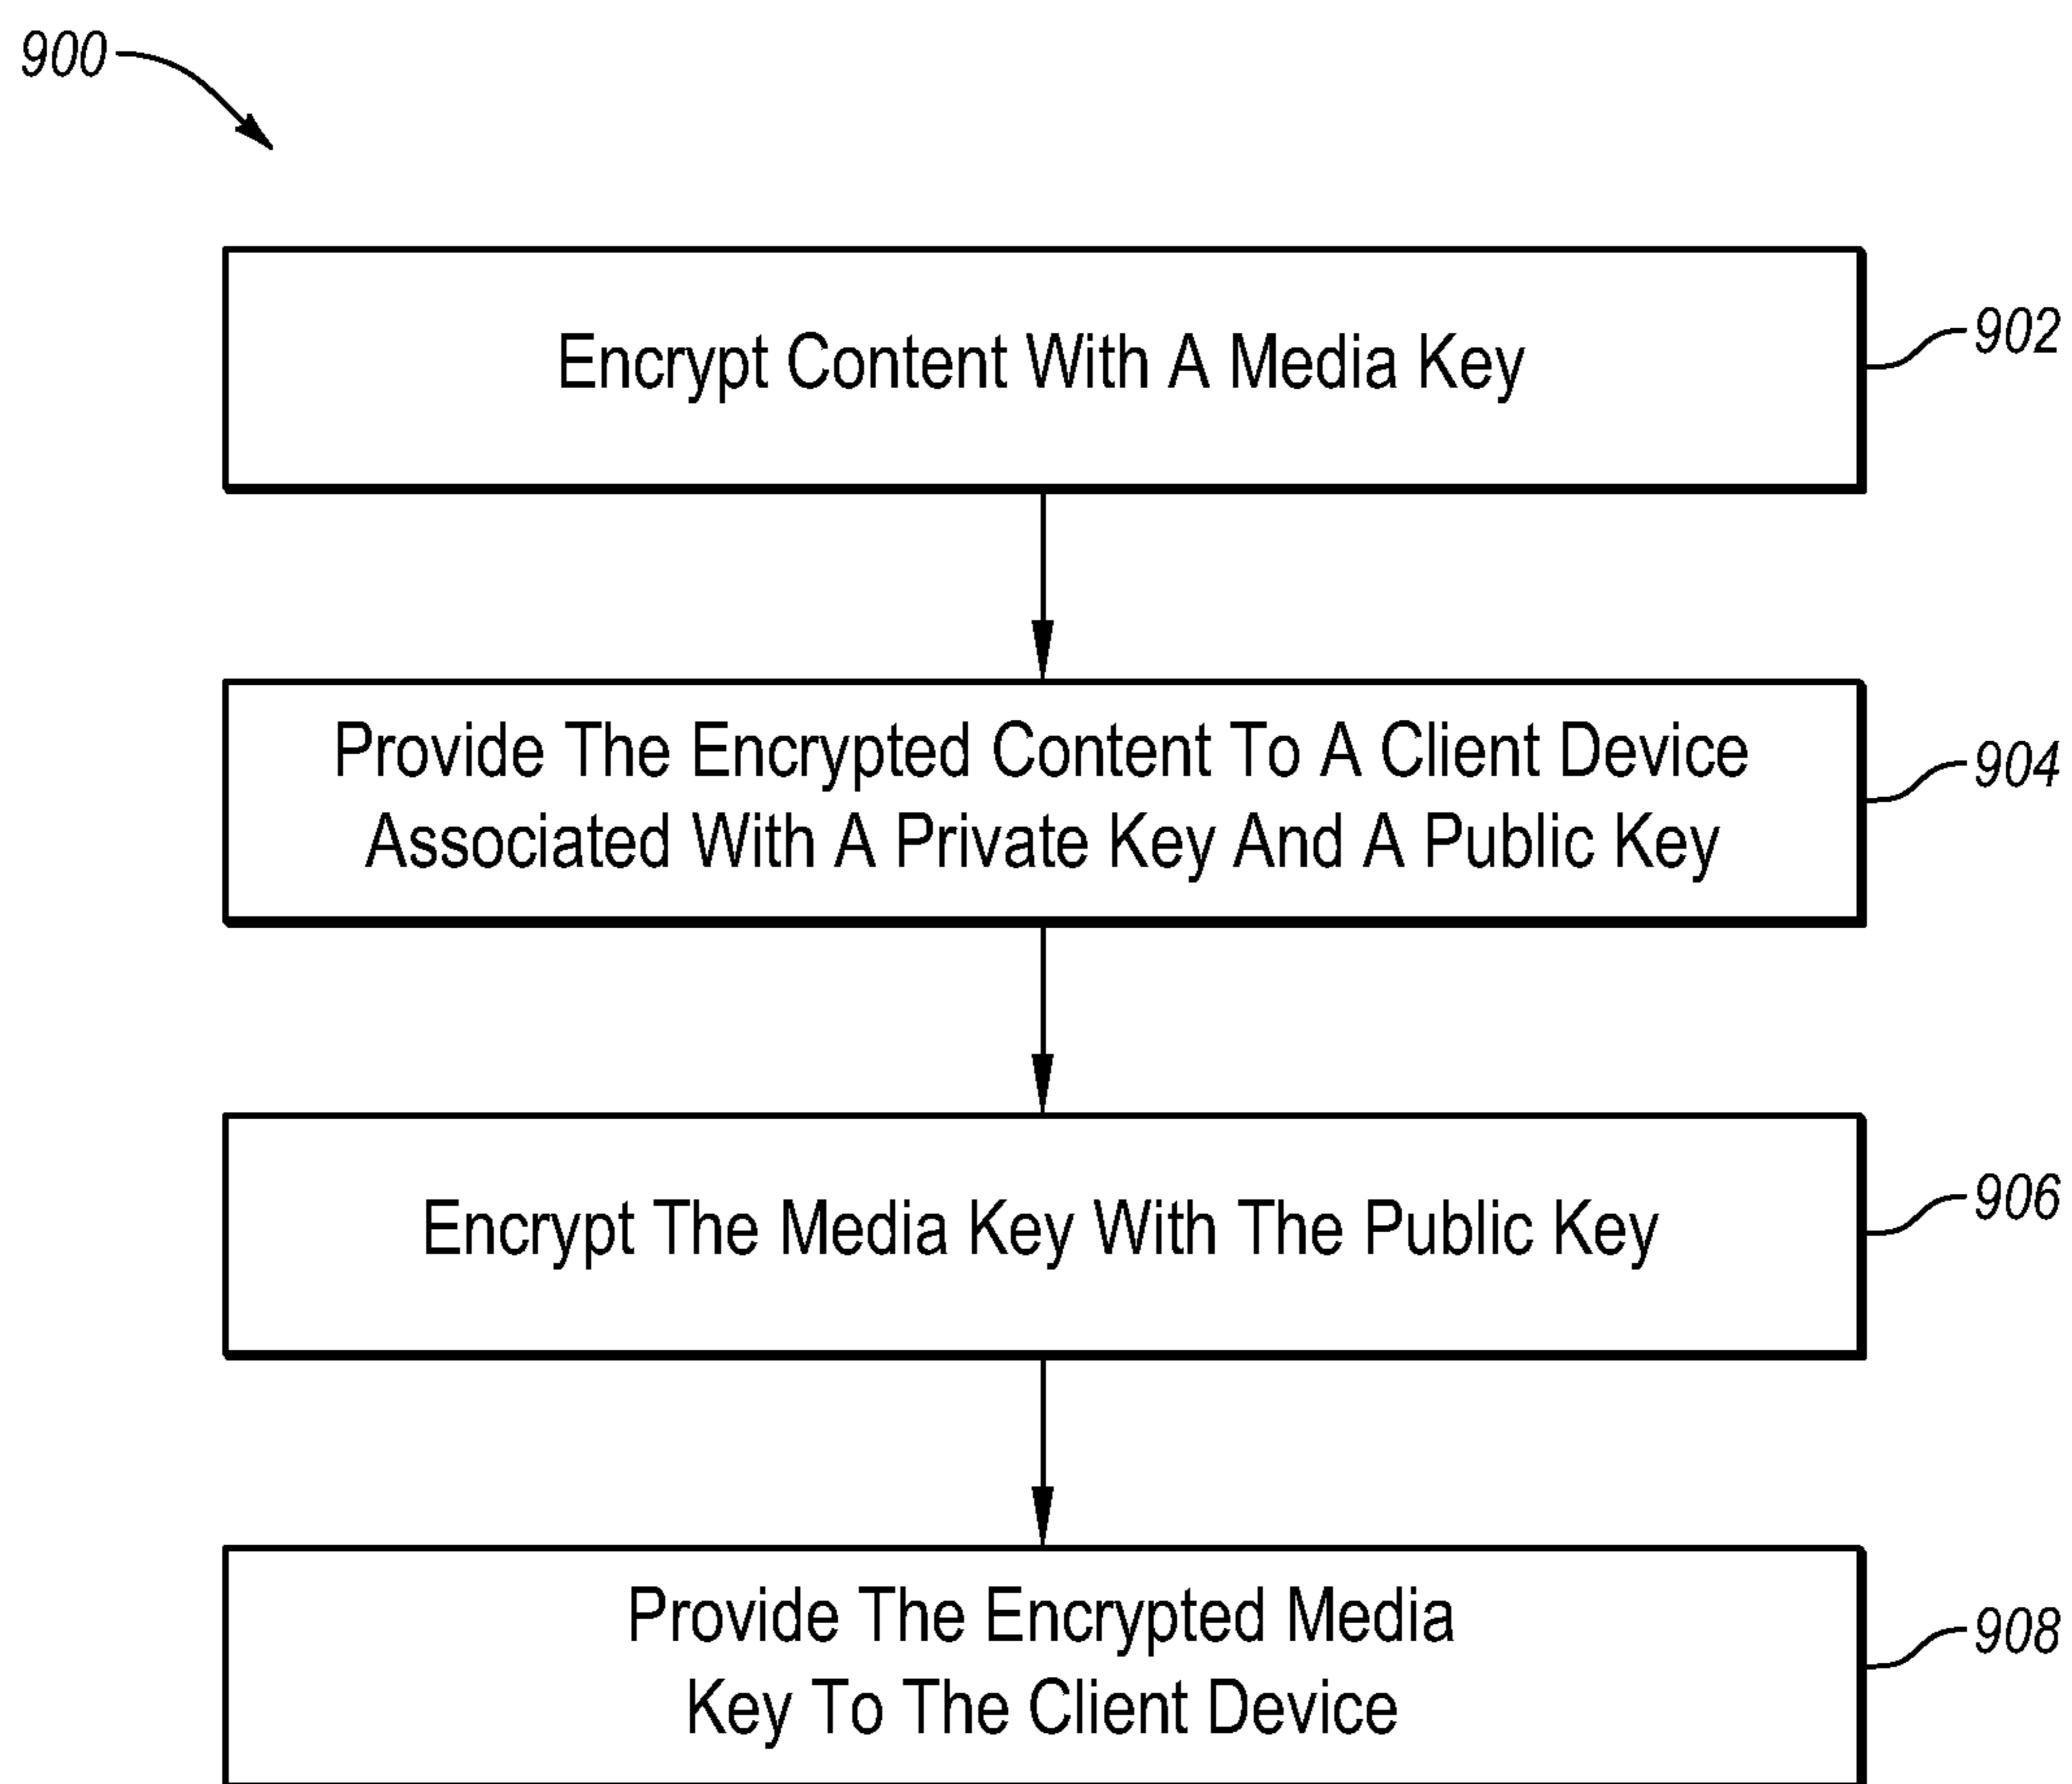 900
Encrypt Content With A Media Key
902
Provide The Encrypted Content To A Client Device
Associated With A Private Key And A Public Key
904
Encrypt The Media Key With The Public Key
906
Provide The Encrypted Media
Key To The Client Device
908